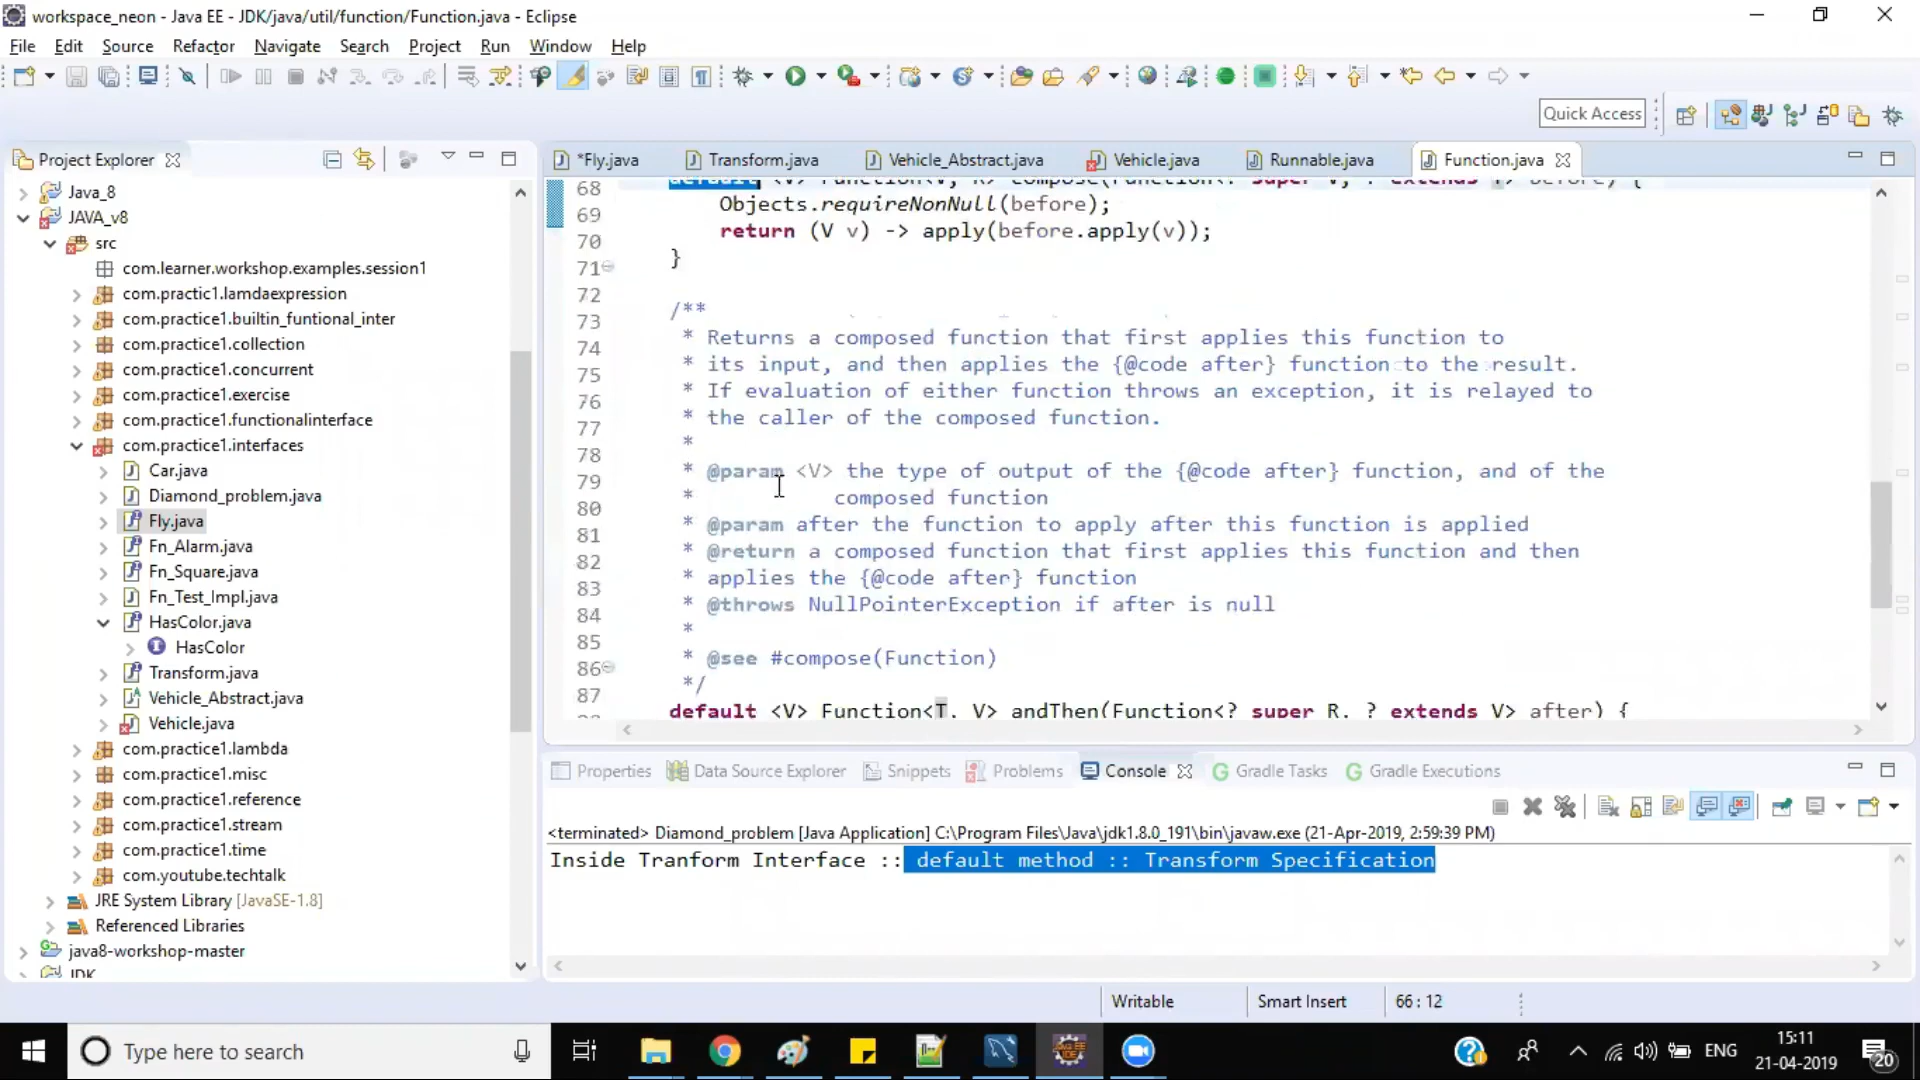 workspace_neon - Java EE - JDK/java/util/function/Function.java - Eclipse
File Edit Source Refactor Navigate Search Project Run Window Help
Quick Access
Project Explorer
*Fly.java Transform.java Vehicle_Abstract.java Vehicle.java Runnable.java Function.java
Java_8
JAVA_v8
src
com.learner.workshop.examples.session1
com.practic1.lamdaexpression
com.practice1.builtin_funtional_inter
com.practice1.collection
com.practice1.concurrent
com.practice1.exercise
com.practice1.functionalinterface
com.practice1.interfaces
Car.java
Diamond_problem.java
Fly.java
Fn_Alarm.java
Fn_Square.java
Fn_Test_Impl.java
HasColor.java
HasColor
Transform.java
Vehicle_Abstract.java
Vehicle.java
com.practice1.lambda
com.practice1.misc
com.practice1.reference
com.practice1.stream
com.practice1.time
com.youtube.techtalk
JRE System Library [JavaSE-1.8]
Referenced Libraries
java8-workshop-master
JDK
68 default <V> Function<V, R> compose(Function<? super V, ? extends T> before) {
69 Objects.requireNonNull(before);
70 return (V v) -> apply(before.apply(v));
71 }
72
73 /**
74 * Returns a composed function that first applies this function to
75 * its input, and then applies the {@code after} function to the result.
76 * If evaluation of either function throws an exception, it is relayed to
77 * the caller of the composed function.
78 *
79 * @param <V> the type of output of the {@code after} function, and of the
80 * composed function
81 * @param after the function to apply after this function is applied
82 * @return a composed function that first applies this function and then
83 * applies the {@code after} function
84 * @throws NullPointerException if after is null
85 *
86 * @see #compose(Function)
87 */
default <V> Function<T, V> andThen(Function<? super R, ? extends V> after) {
Properties Data Source Explorer Snippets Problems Console Gradle Tasks Gradle Executions
<terminated> Diamond_problem [Java Application] C:\Program Files\Java\jdk1.8.0_191\bin\javaw.exe (21-Apr-2019, 2:59:39 PM)
Inside Tranform Interface :: default method :: Transform Specification
Writable Smart Insert 66 : 12
Type here to search
ENG
15:11
21-04-2019
20